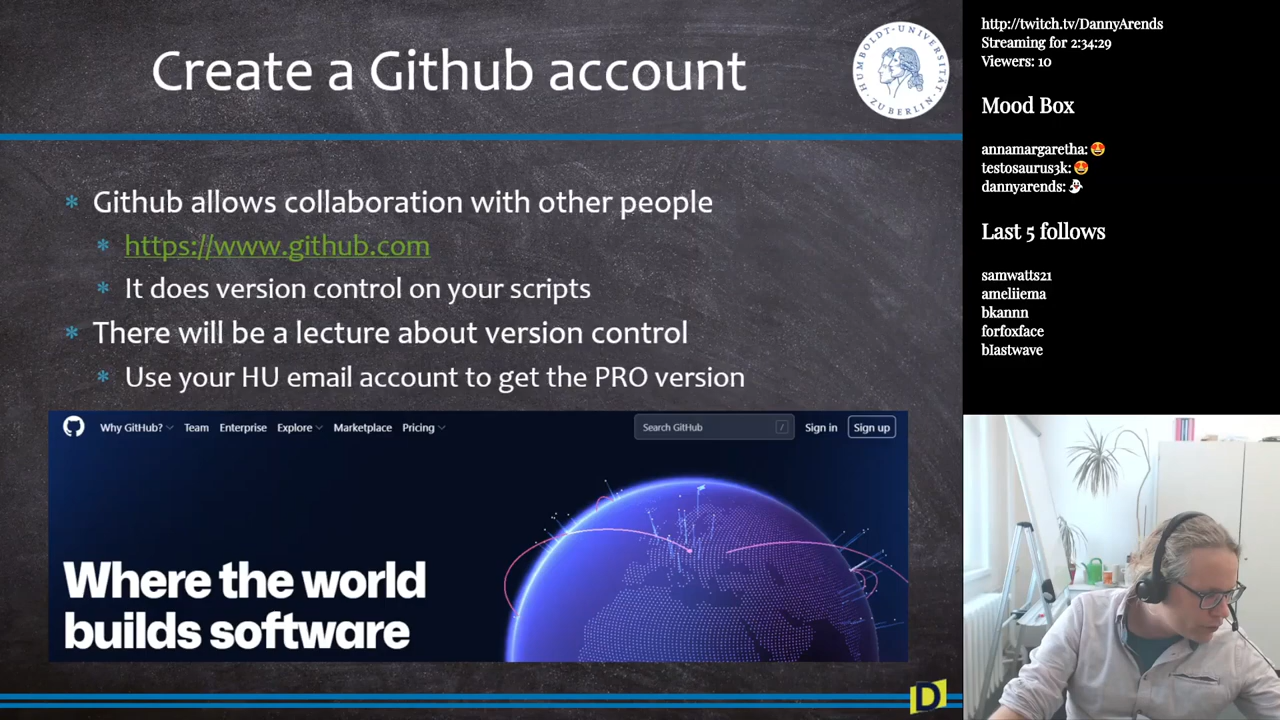 Create a Github account
HUMBOLDT-UNIVERSITÄT ZU BERLIN
Github allows collaboration with other people
https://www.github.com
It does version control on your scripts
There will be a lecture about version control
Use your HU email account to get the PRO version
Why GitHub? Team Enterprise Explore Marketplace Pricing Search GitHub / Sign in Sign up
Where the world
builds software
D
http://twitch.tv/DannyArends
Streaming for 2:34:29
Viewers: 10
Mood Box
annamargaretha: 🤩
testosaurus3k: 🤩
dannyarends: 👻
Last 5 follows
samwatts21
ameliiema
bkannn
forfoxface
blastwave